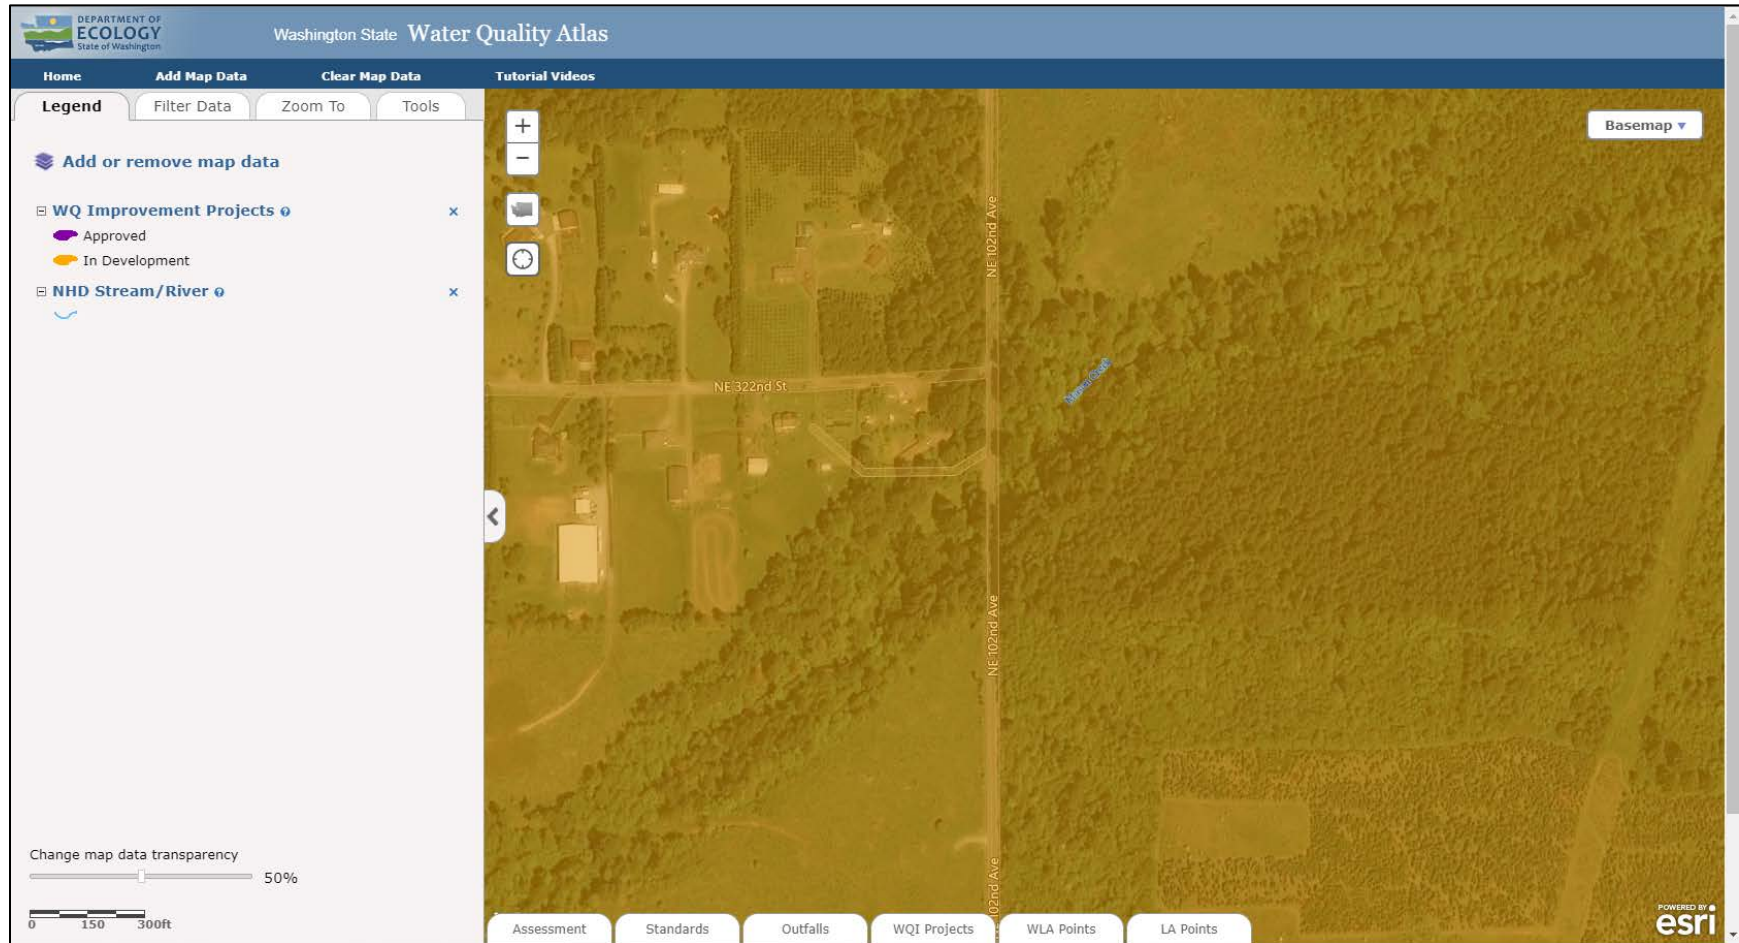 DEPARTMENT OF
ECOLOGY
State of Washington
Washington State Water Quality Atlas
Home Add Map Data Clear Map Data Tutorial Videos
Legend Filter Data Zoom To Tools
Add or remove map data
WQ Improvement Projects
Approved
In Development
NHD Stream/River
Change map data transparency
50%
0 150 300ft
+
−
Basemap
NE 102nd Ave
NE 322nd St
NE 102nd Ave
102nd Ave
Assessment Standards Outfalls WQI Projects WLA Points LA Points
POWERED BY
esri